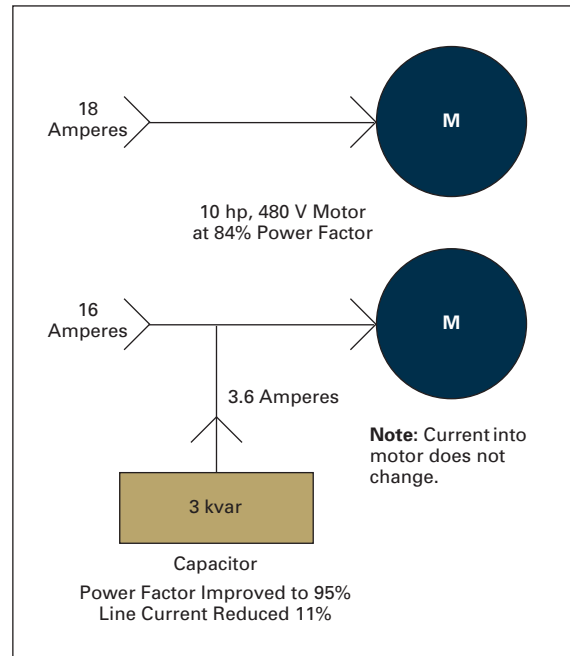 18
Amperes
M
10 hp, 480 V Motor
at 84% Power Factor
16
Amperes
M
3.6 Amperes
Note: Current into
motor does not
change.
3 kvar
Capacitor
Power Factor Improved to 95%
Line Current Reduced 11%